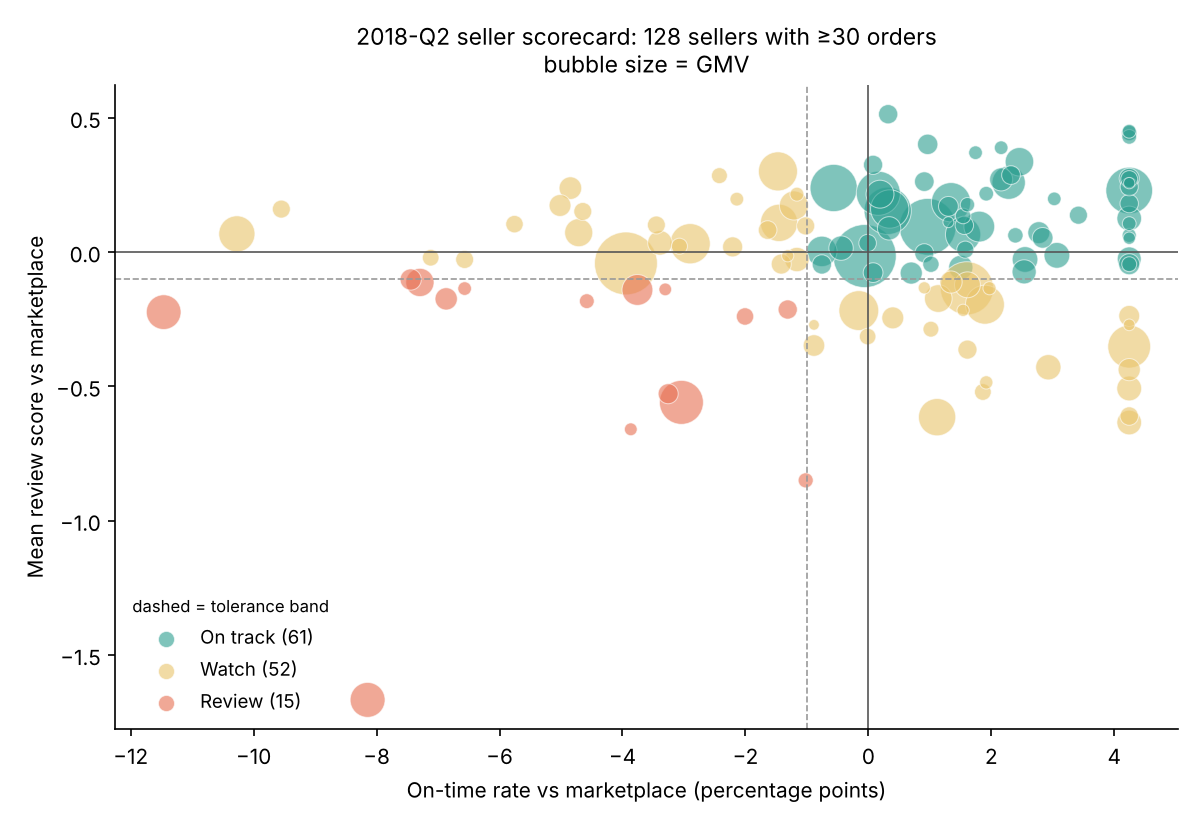 2018-Q2 seller scorecard: 128 sellers with ≥30 orders
bubble size = GMV
Mean review score vs marketplace
0.5
0.0
−0.5
−1.0
−1.5
dashed = tolerance band
On track (61)
Watch (52)
Review (15)
−12
−10
−8
−6
−4
−2
0
2
4
On-time rate vs marketplace (percentage points)